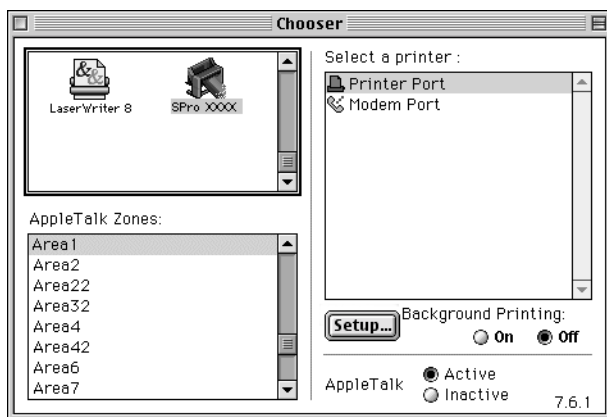 Chooser
LaserWriter 8
SPro XXXX
AppleTalk Zones:
Area1
Area2
Area22
Area32
Area4
Area42
Area6
Area7
Select a printer :
Printer Port
Modem Port
Setup...
Background Printing:
On Off
AppleTalk
Active
Inactive
7.6.1